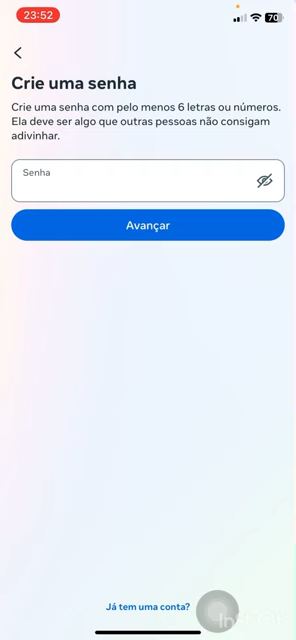 23:52
70
Crie uma senha
Crie uma senha com pelo menos 6 letras ou números.
Ela deve ser algo que outras pessoas não consigam
adivinhar.
Senha
Avançar
Já tem uma conta?